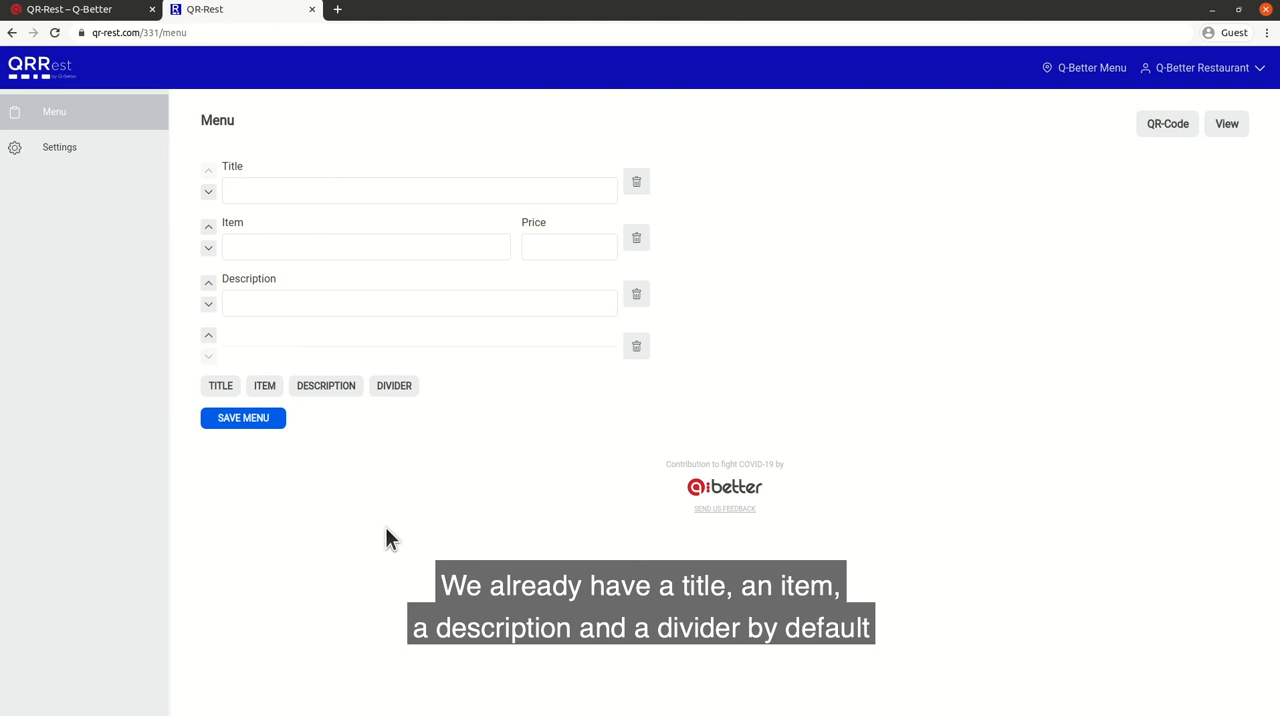 QR-Rest – Q-Better
QR-Rest
qr-rest.com/331/menu
Guest
QRRest
by Q-Better
Q-Better Menu
Q-Better Restaurant
Menu
Settings
Menu
QR-Code
View
Title
Item
Price
Description
TITLE
ITEM
DESCRIPTION
DIVIDER
SAVE MENU
Contribution to fight COVID-19 by
Q:better
SEND US FEEDBACK
We already have a title, an item,
a description and a divider by default